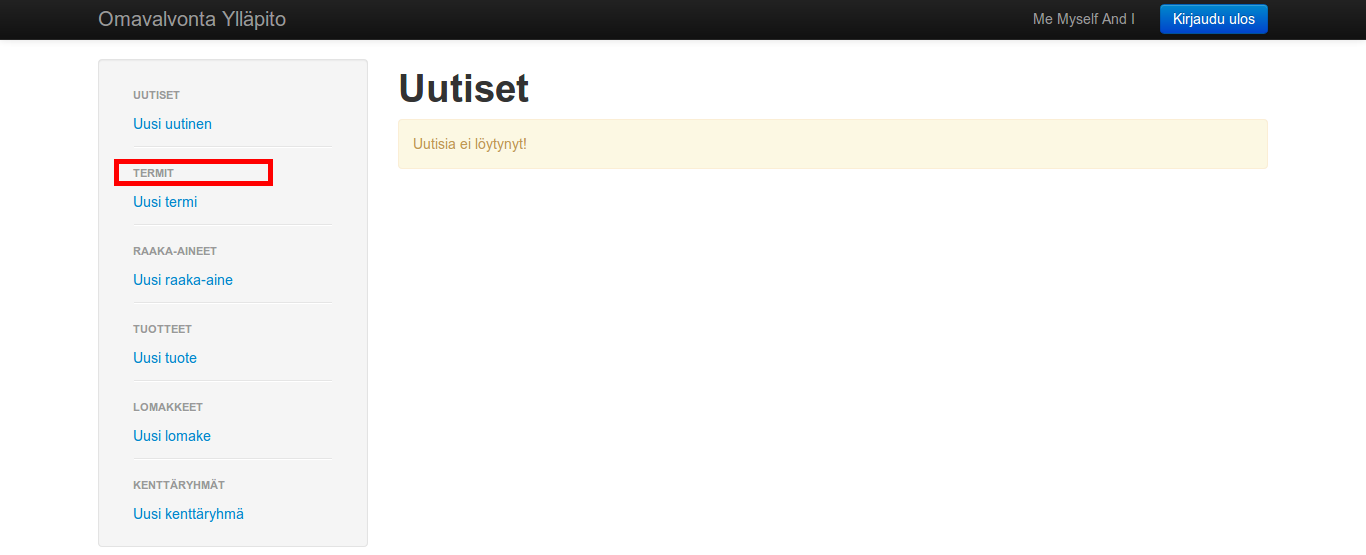 Omavalvonta Ylläpito
Me Myself And I
Kirjaudu ulos
UUTISET
Uusi uutinen
TERMIT
Uusi termi
RAAKA-AINEET
Uusi raaka-aine
TUOTTEET
Uusi tuote
LOMAKKEET
Uusi lomake
KENTTÄRYHMÄT
Uusi kenttäryhmä
Uutiset
Uutisia ei löytynyt!